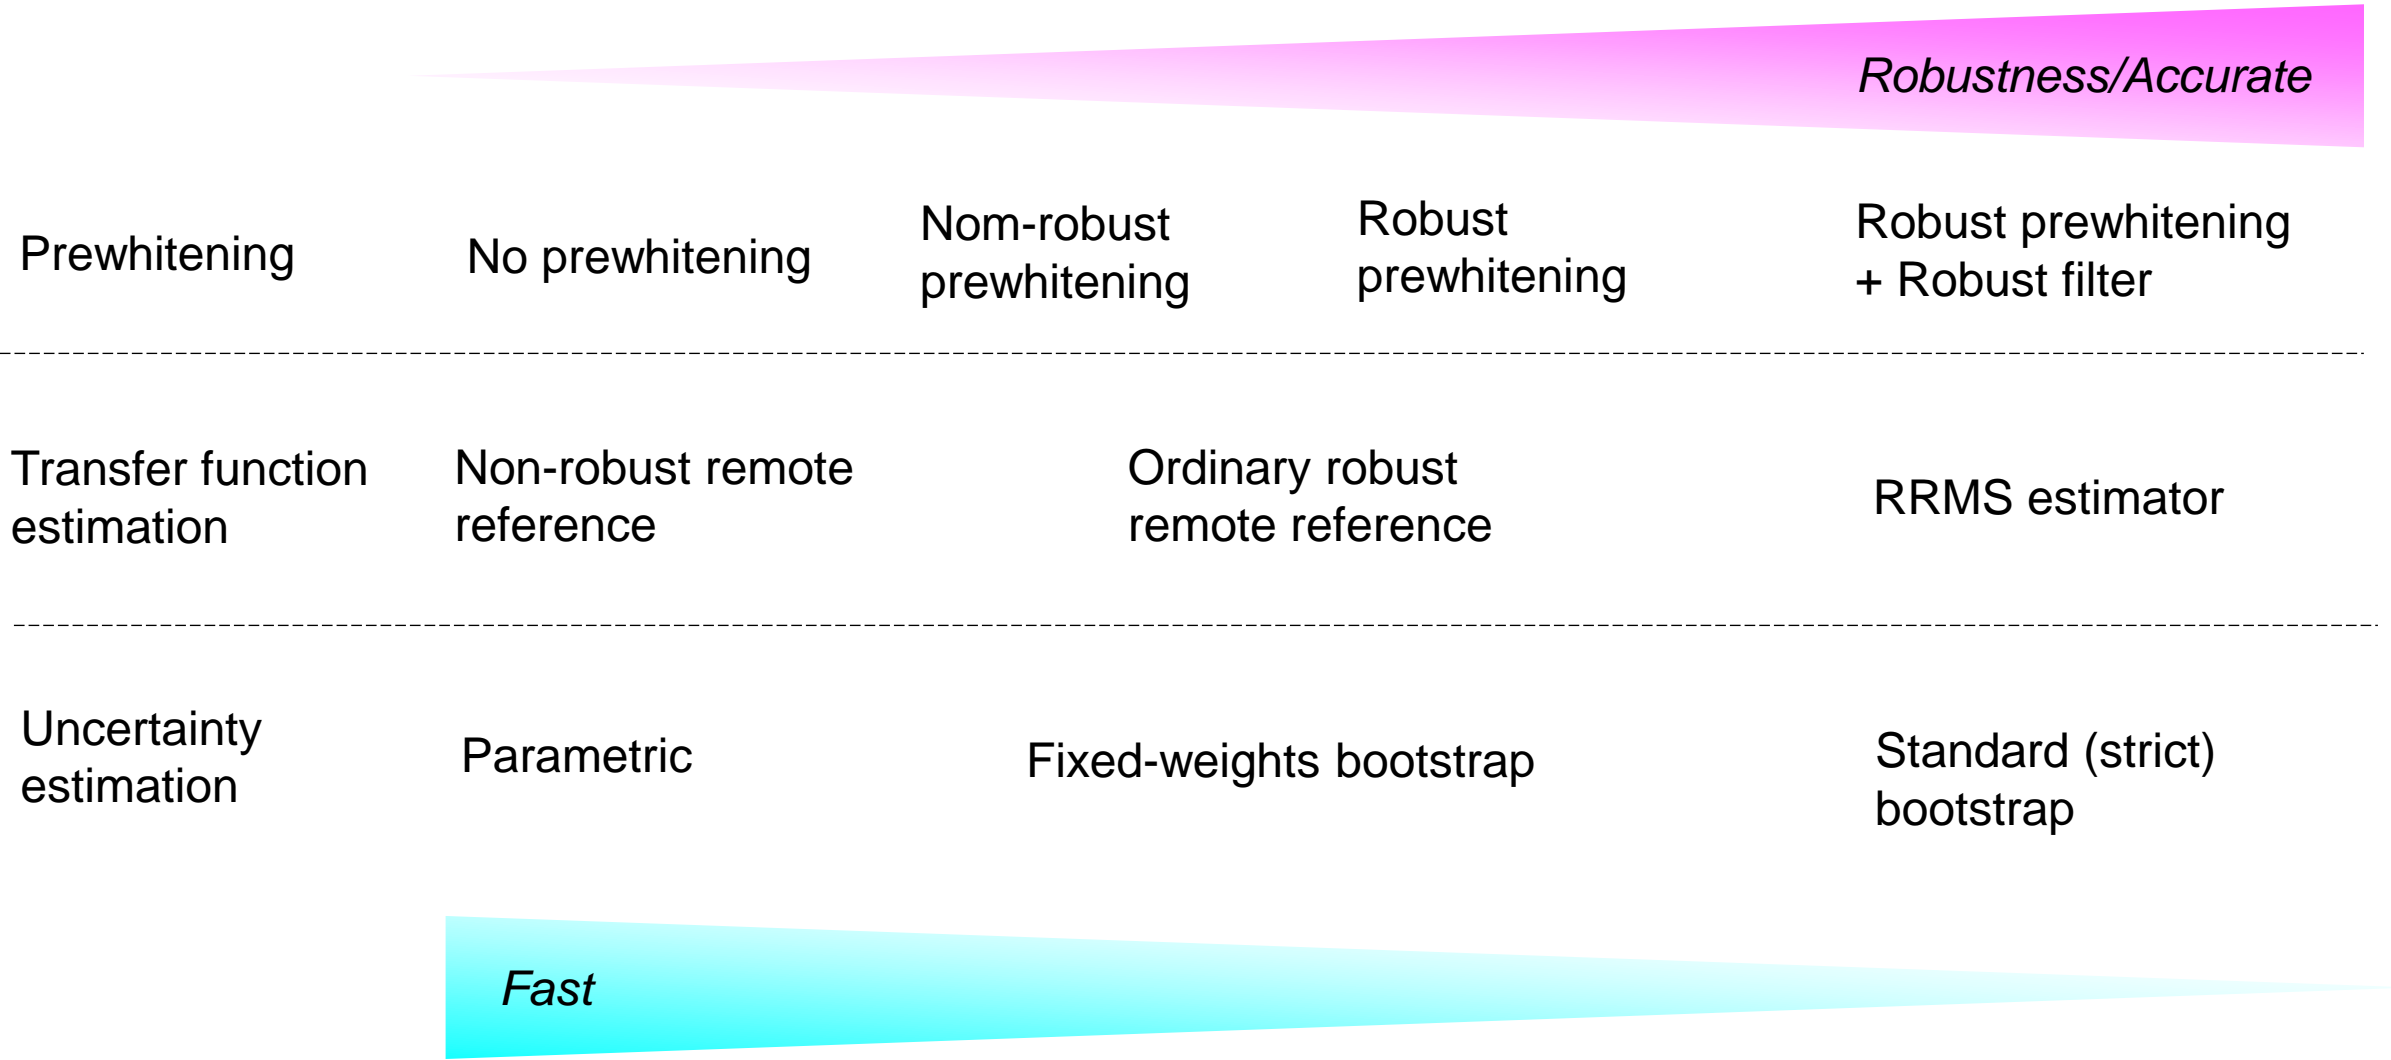 Robustness/Accurate
Prewhitening
No prewhitening
Nom-robust
prewhitening
Robust
prewhitening
Robust prewhitening
+ Robust filter
Transfer function
estimation
Non-robust remote
reference
Ordinary robust
remote reference
RRMS estimator
Uncertainty
estimation
Parametric
Fixed-weights bootstrap
Standard (strict)
bootstrap
Fast